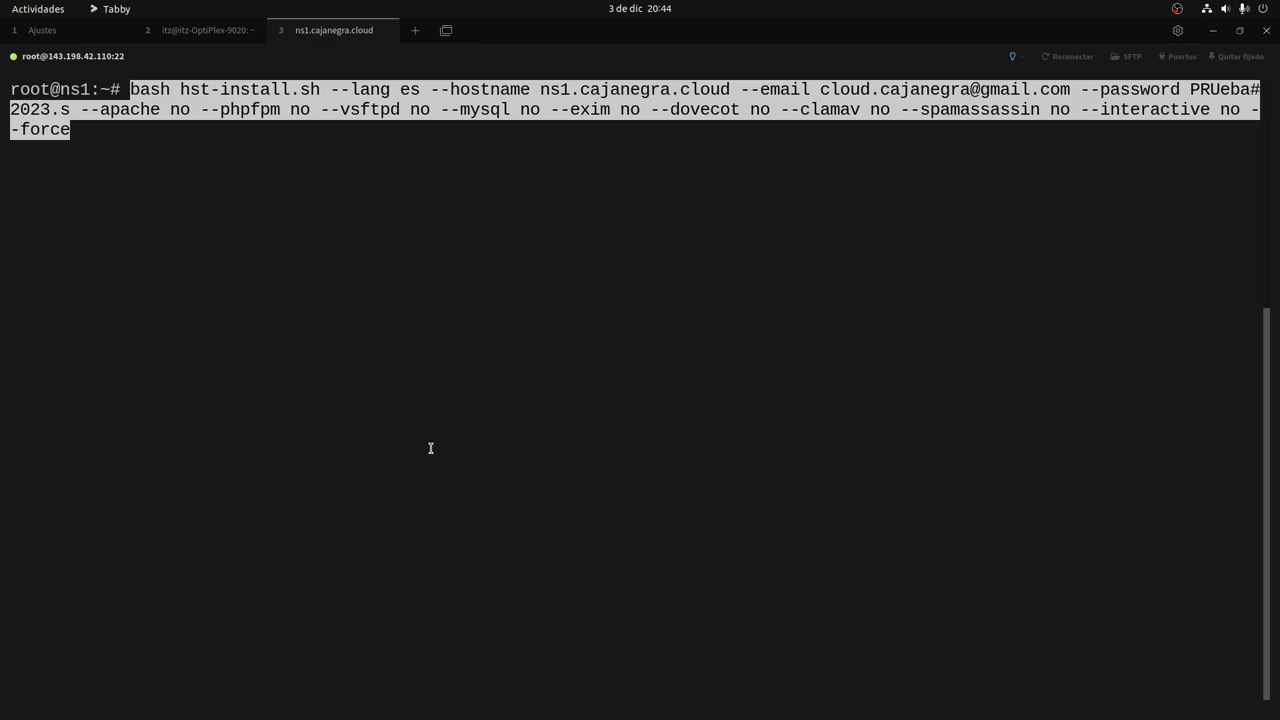 Actividades Tabby 3 de dic 20:44
1 Ajustes 2 itz@itz-OptiPlex-9020: ~ 3 ns1.cajanegra.cloud
root@143.198.42.110:22 Reconectar SFTP Puertos Quitar fijado
root@ns1:~# bash hst-install.sh --lang es --hostname ns1.cajanegra.cloud --email cloud.cajanegra@gmail.com --password PRUeba#
2023.s --apache no --phpfpm no --vsftpd no --mysql no --exim no --dovecot no --clamav no --spamassassin no --interactive no -
-force